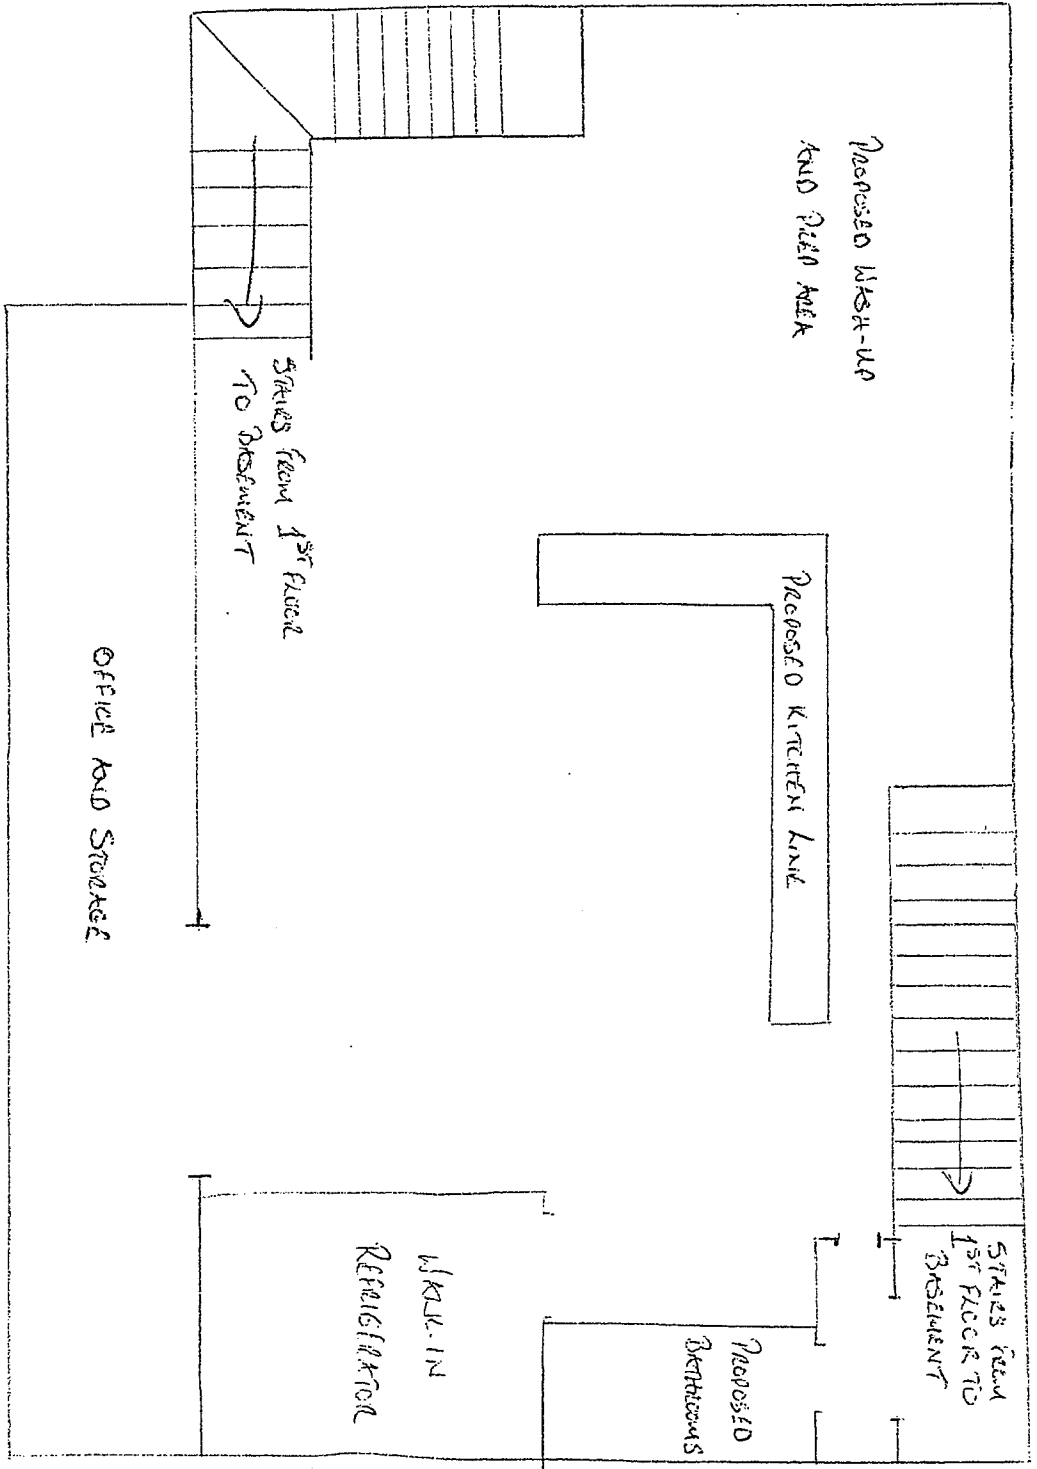 PROPOSED WASH-UP
AND PREP AREA
STAIRS FROM 1ST FLOOR
TO BASEMENT
PROPOSED KITCHEN LINE
OFFICE AND STORAGE
STAIRS FROM
1ST FLOOR TO
BASEMENT
WALK-IN
REFRIGERATOR
PROPOSED
BATHROOMS